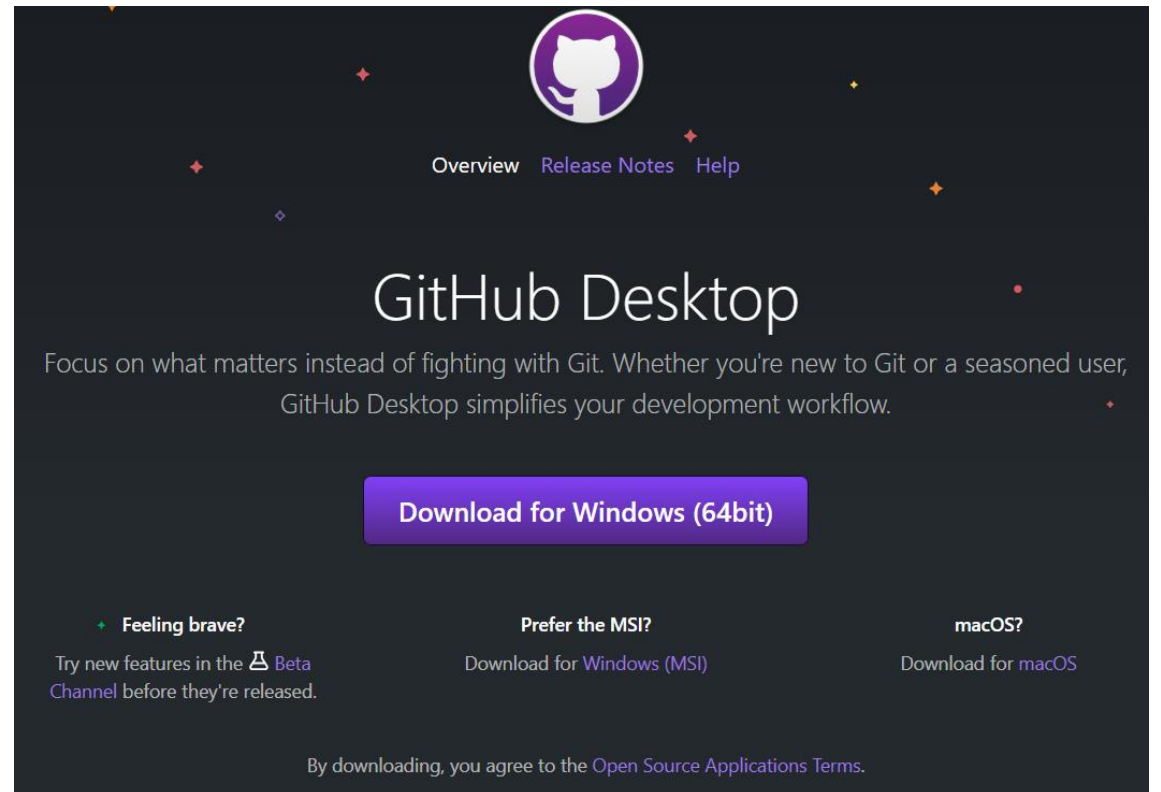 Overview Release Notes Help
GitHub Desktop
Focus on what matters instead of fighting with Git. Whether you're new to Git or a seasoned user,
GitHub Desktop simplifies your development workflow.
Download for Windows (64bit)
Feeling brave?
Try new features in the Beta
Channel before they're released.
Prefer the MSI?
Download for Windows (MSI)
macOS?
Download for macOS
By downloading, you agree to the Open Source Applications Terms.